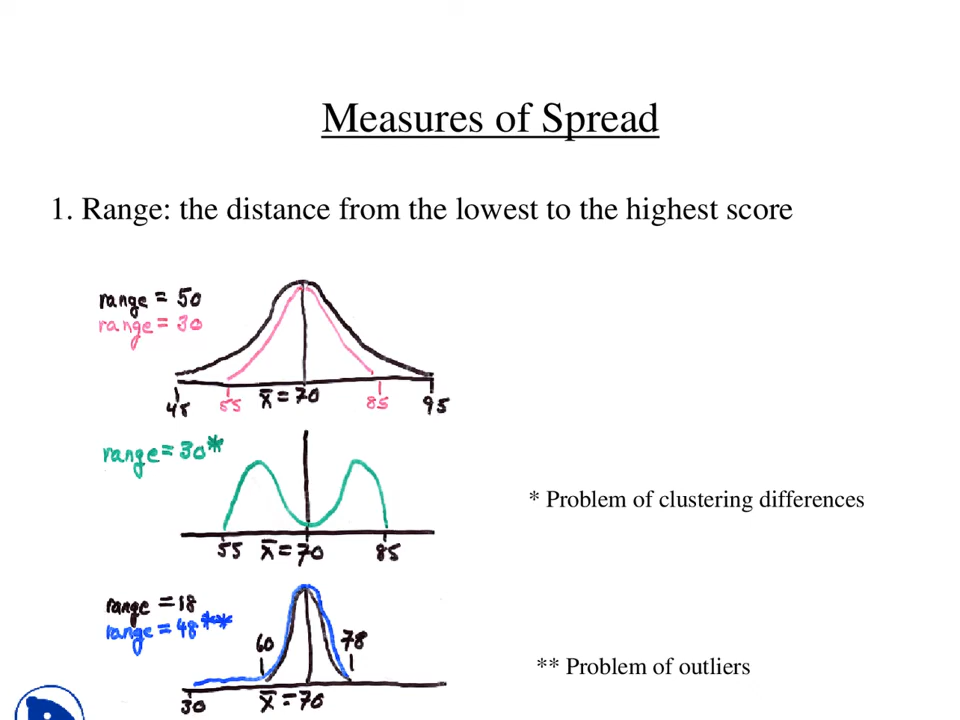 Measures of Spread
1. Range: the distance from the lowest to the highest score
range = 50
range = 30
45 55 x̄ = 70 85 95
range = 30*
* Problem of clustering differences
55 x̄ = 70 85
range = 18
range = 48**
60 78
** Problem of outliers
30 x̄ = 70